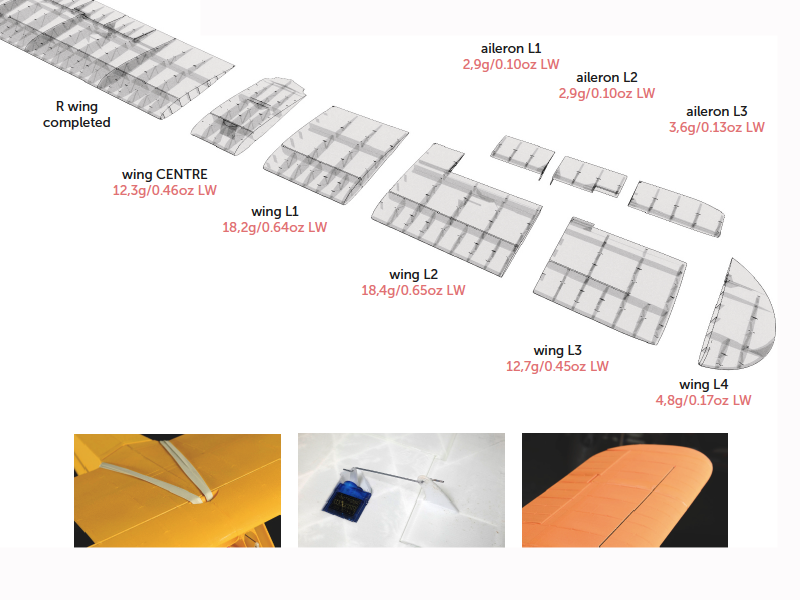 aileron L1
2,9g/0.10oz LW
aileron L2
2,9g/0.10oz LW
aileron L3
3,6g/0.13oz LW
R wing
completed
wing CENTRE
12,3g/0.46oz LW
wing L1
18,2g/0.64oz LW
wing L2
18,4g/0.65oz LW
wing L3
12,7g/0.45oz LW
wing L4
4,8g/0.17oz LW